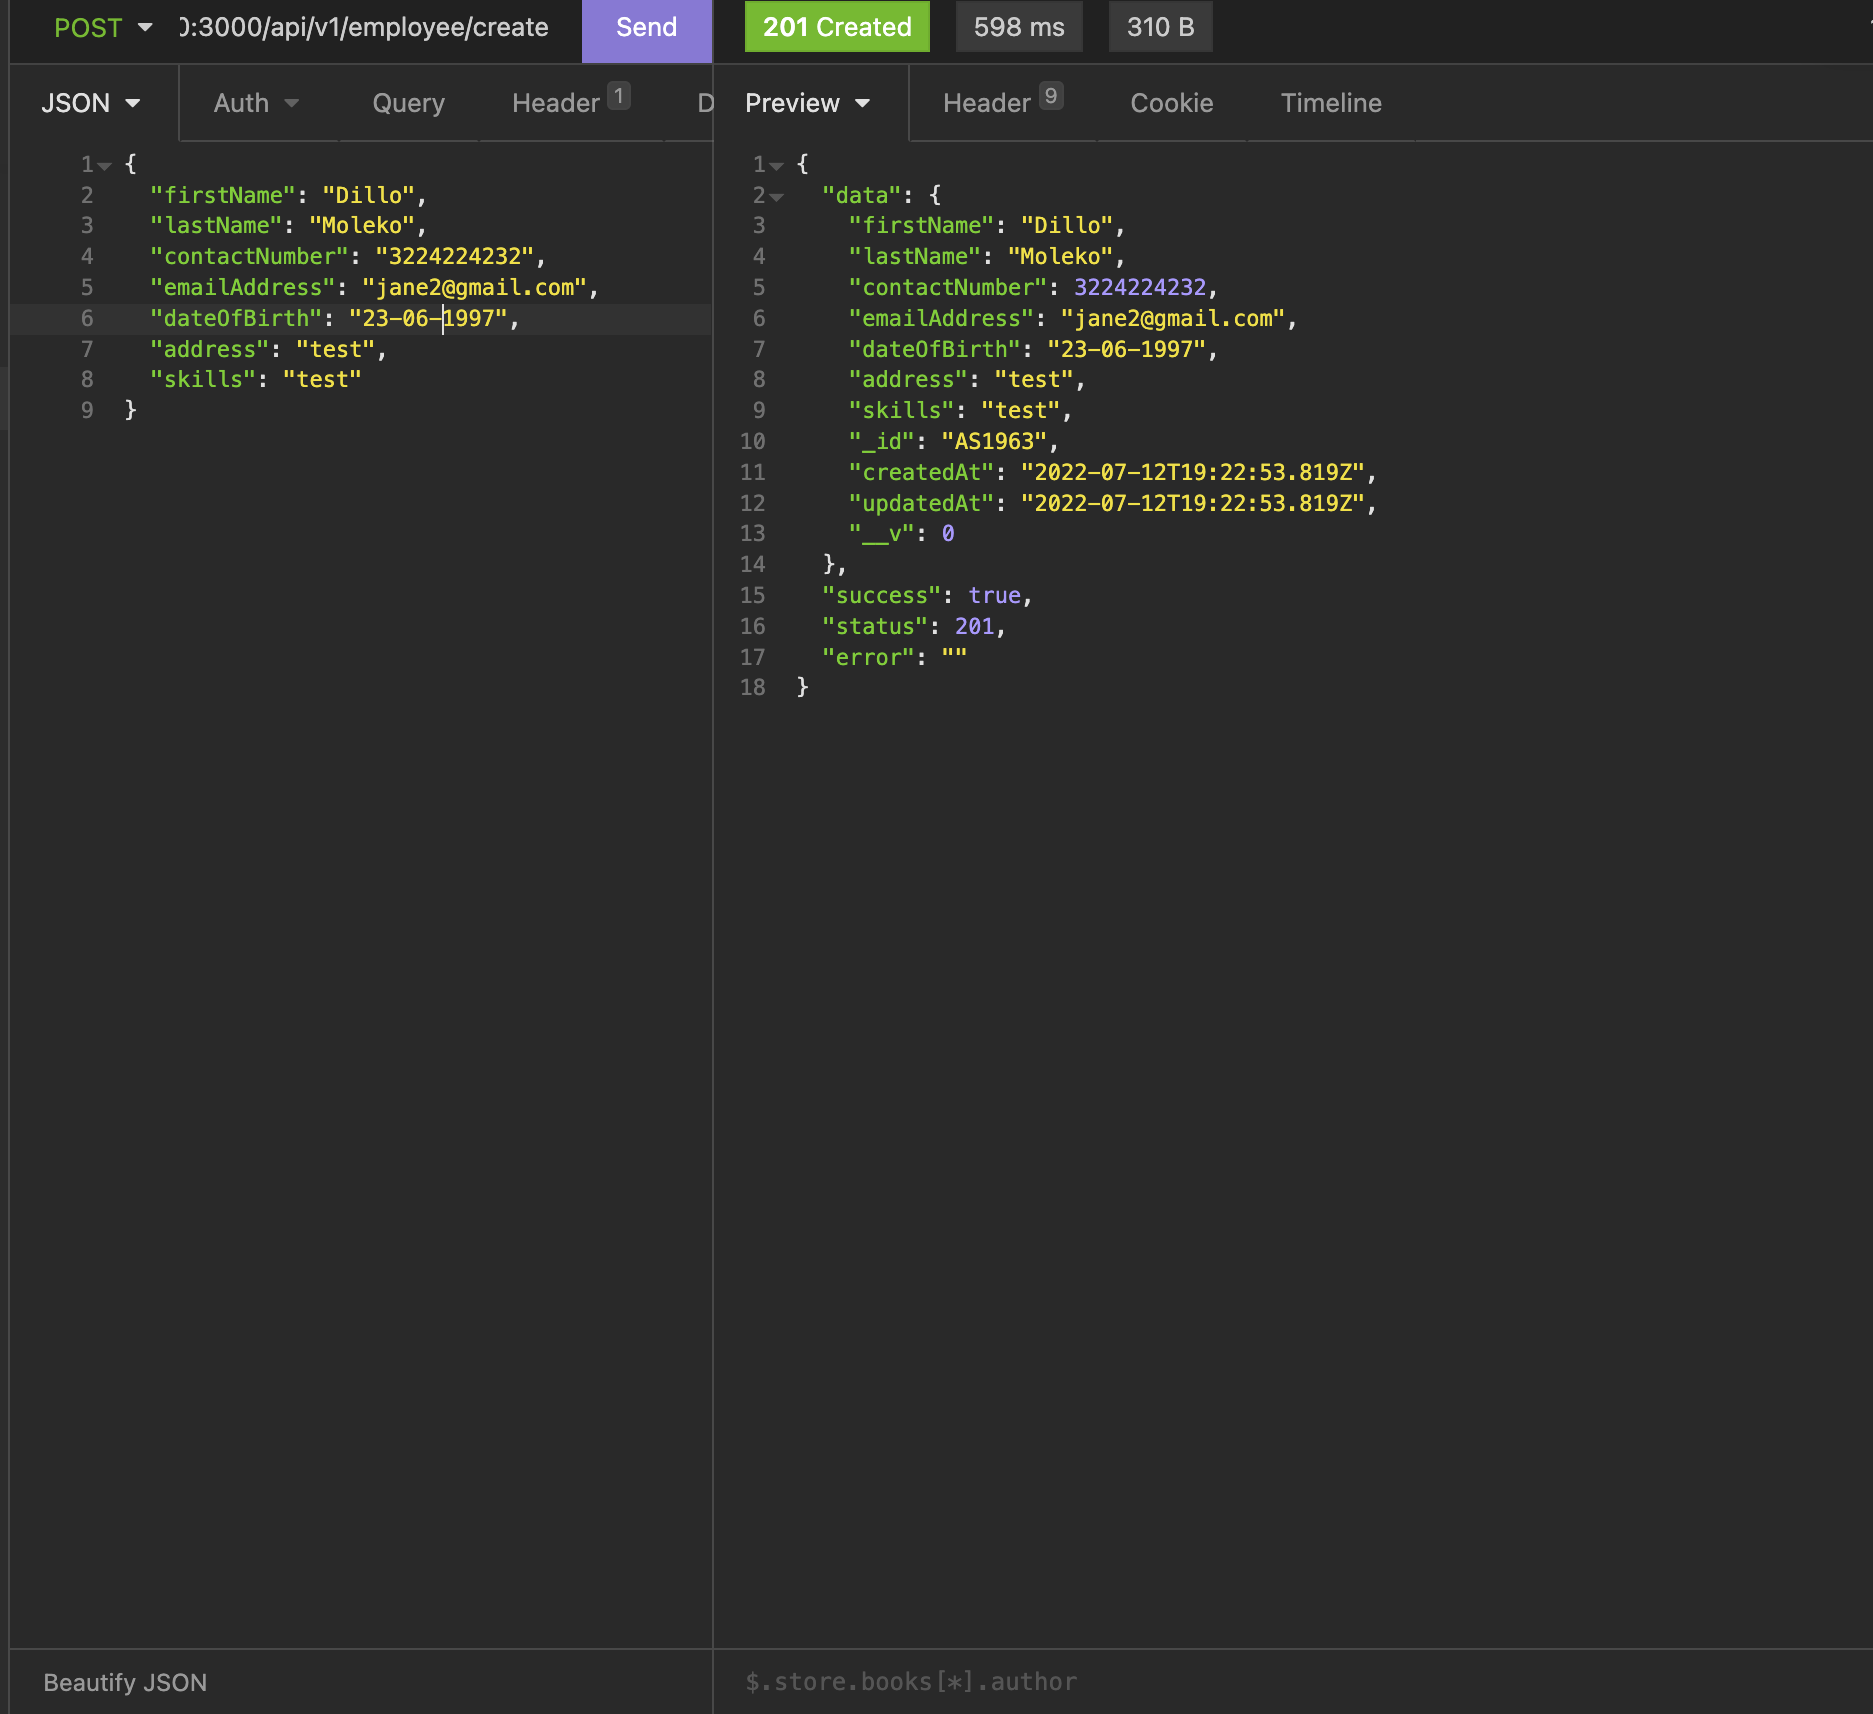 POST
:3000/api/v1/employee/create
Send
201 Created
598 ms
310 B
JSON
Auth
Query
Header 1
Preview
Header 9
Cookie
Timeline
1 {
2 "firstName": "Dillo",
3 "lastName": "Moleko",
4 "contactNumber": "3224224232",
5 "emailAddress": "jane2@gmail.com",
6 "dateOfBirth": "23-06-1997",
7 "address": "test",
8 "skills": "test"
9 }
1 {
2 "data": {
3 "firstName": "Dillo",
4 "lastName": "Moleko",
5 "contactNumber": 3224224232,
6 "emailAddress": "jane2@gmail.com",
7 "dateOfBirth": "23-06-1997",
8 "address": "test",
9 "skills": "test",
10 "_id": "AS1963",
11 "createdAt": "2022-07-12T19:22:53.819Z",
12 "updatedAt": "2022-07-12T19:22:53.819Z",
13 "__v": 0
14 },
15 "success": true,
16 "status": 201,
17 "error": ""
18 }
Beautify JSON
$.store.books[*].author